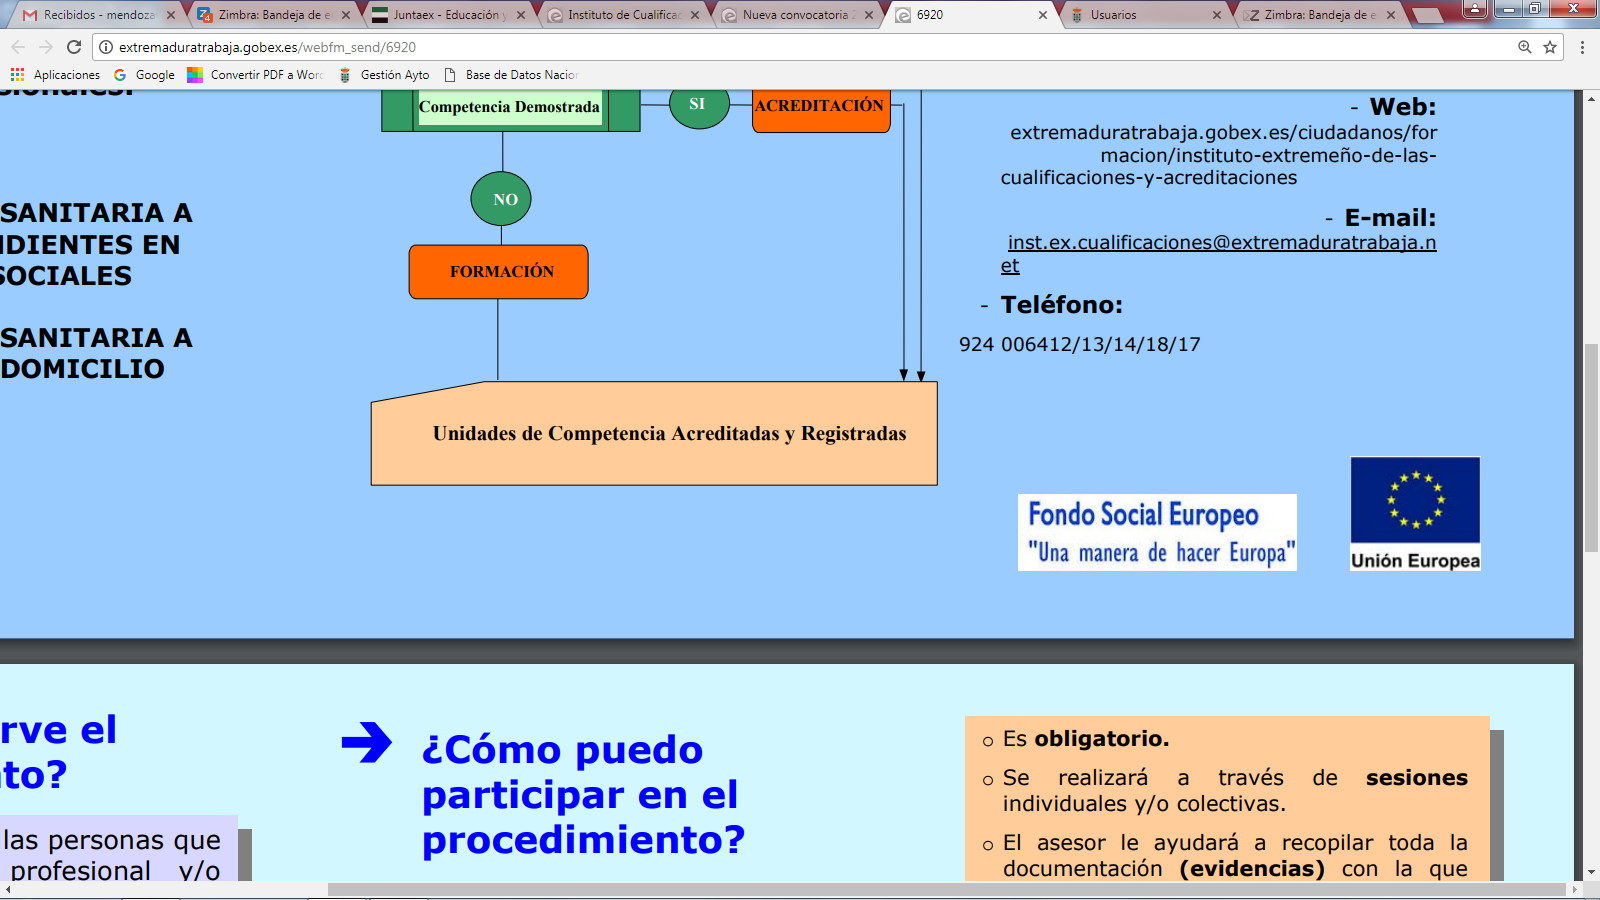 Recibidos - mendoza
Zimbra: Bandeja de e
Juntaex - Educación y
Instituto de Cualificac
Nueva convocatoria 2
6920
Usuarios
Zimbra: Bandeja de e
extremaduratrabaja.gobex.es/webfm_send/6920
Aplicaciones
Google
Convertir PDF a Word
Gestión Ayto
Base de Datos Nacion
sionales:
SANITARIA A
NDIENTES EN
SOCIALES
SANITARIA A
DOMICILIO
Competencia Demostrada
SI
ACREDITACIÓN
NO
FORMACIÓN
Unidades de Competencia Acreditadas y Registradas
- Web:
extremaduratrabaja.gobex.es/ciudadanos/for
macion/instituto-extremeño-de-las-
cualificaciones-y-acreditaciones
- E-mail:
inst.ex.cualificaciones@extremaduratrabaja.n
et
- Teléfono:
924 006412/13/14/18/17
Fondo Social Europeo
"Una manera de hacer Europa"
Unión Europea
rve el
nto?
las personas que
profesional y/o
¿Cómo puedo
participar en el
procedimiento?
o Es obligatorio.
o Se realizará a través de sesiones
individuales y/o colectivas.
o El asesor le ayudará a recopilar toda la
documentación (evidencias) con la que